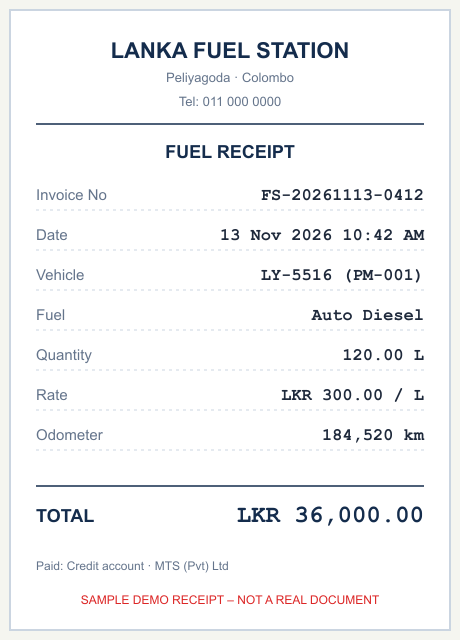 LANKA FUEL STATION
Peliyagoda · Colombo
Tel: 011 000 0000
FUEL RECEIPT
Invoice No FS-20261113-0412
Date 13 Nov 2026 10:42 AM
Vehicle LY-5516 (PM-001)
Fuel Auto Diesel
Quantity 120.00 L
Rate LKR 300.00 / L
Odometer 184,520 km
TOTAL LKR 36,000.00
Paid: Credit account · MTS (Pvt) Ltd
SAMPLE DEMO RECEIPT – NOT A REAL DOCUMENT